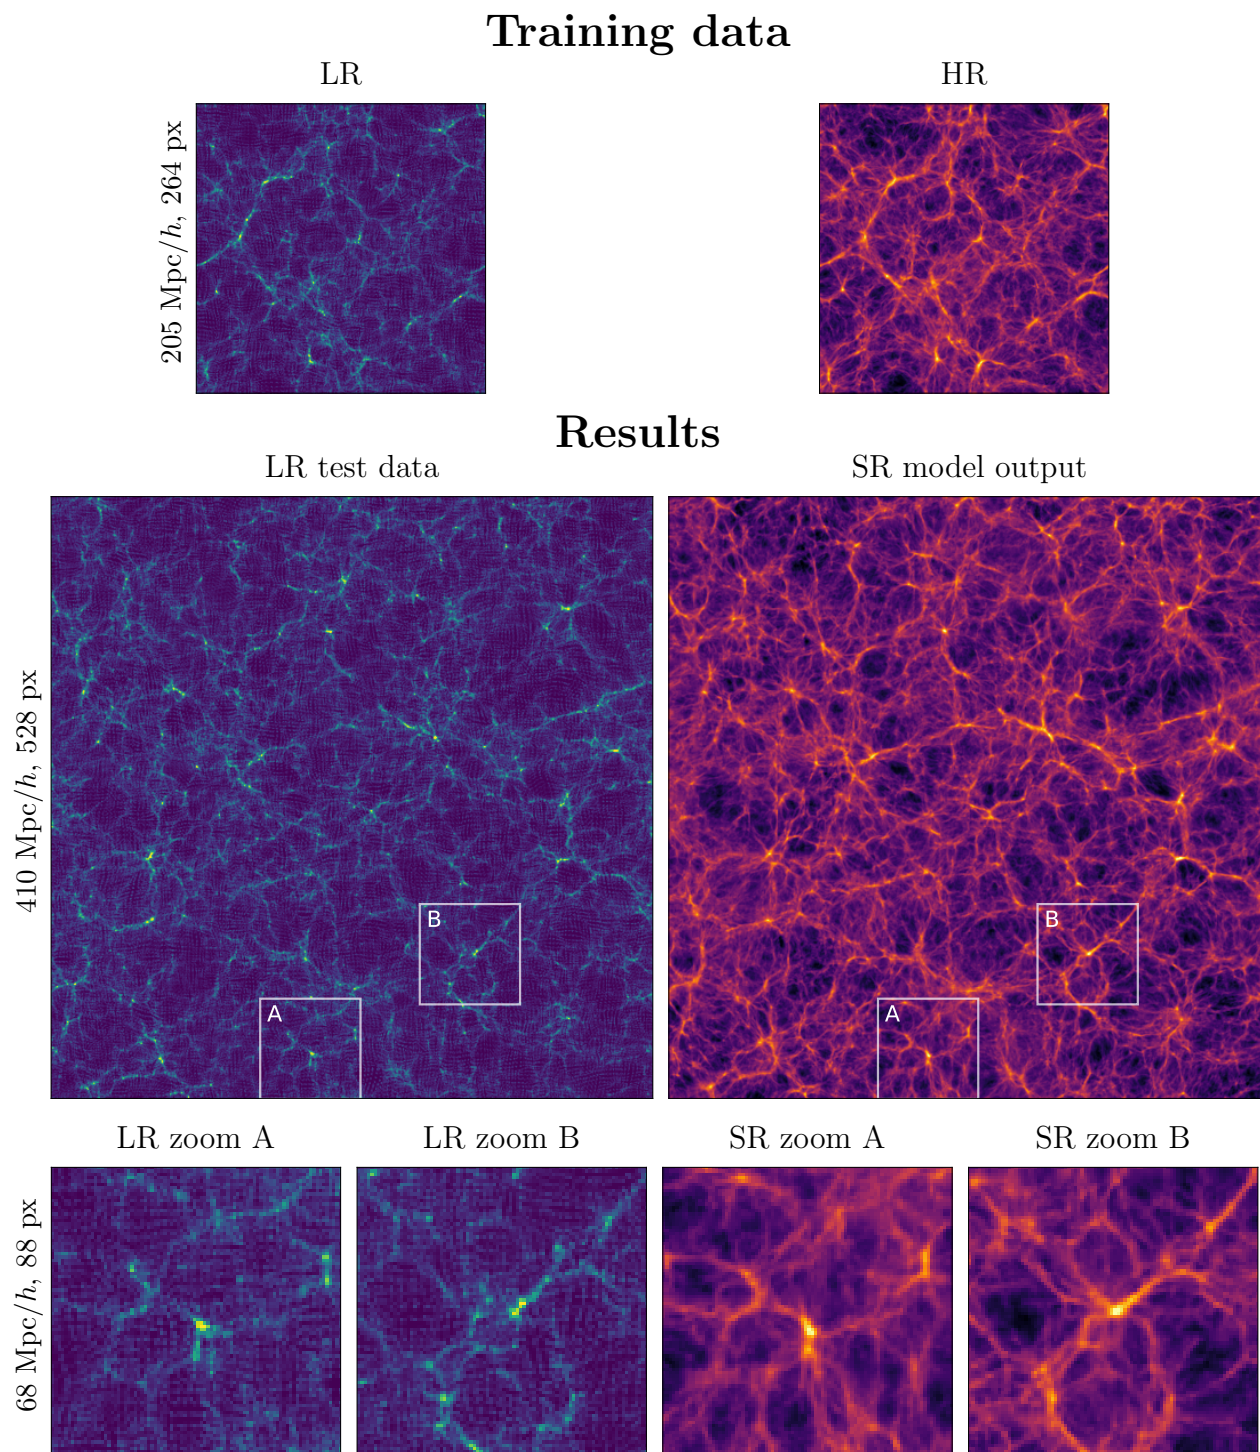 Training data
LR
HR
205 Mpc/h, 264 px
Results
LR test data
SR model output
410 Mpc/h, 528 px
B
B
A
A
LR zoom A
LR zoom B
SR zoom A
SR zoom B
68 Mpc/h, 88 px